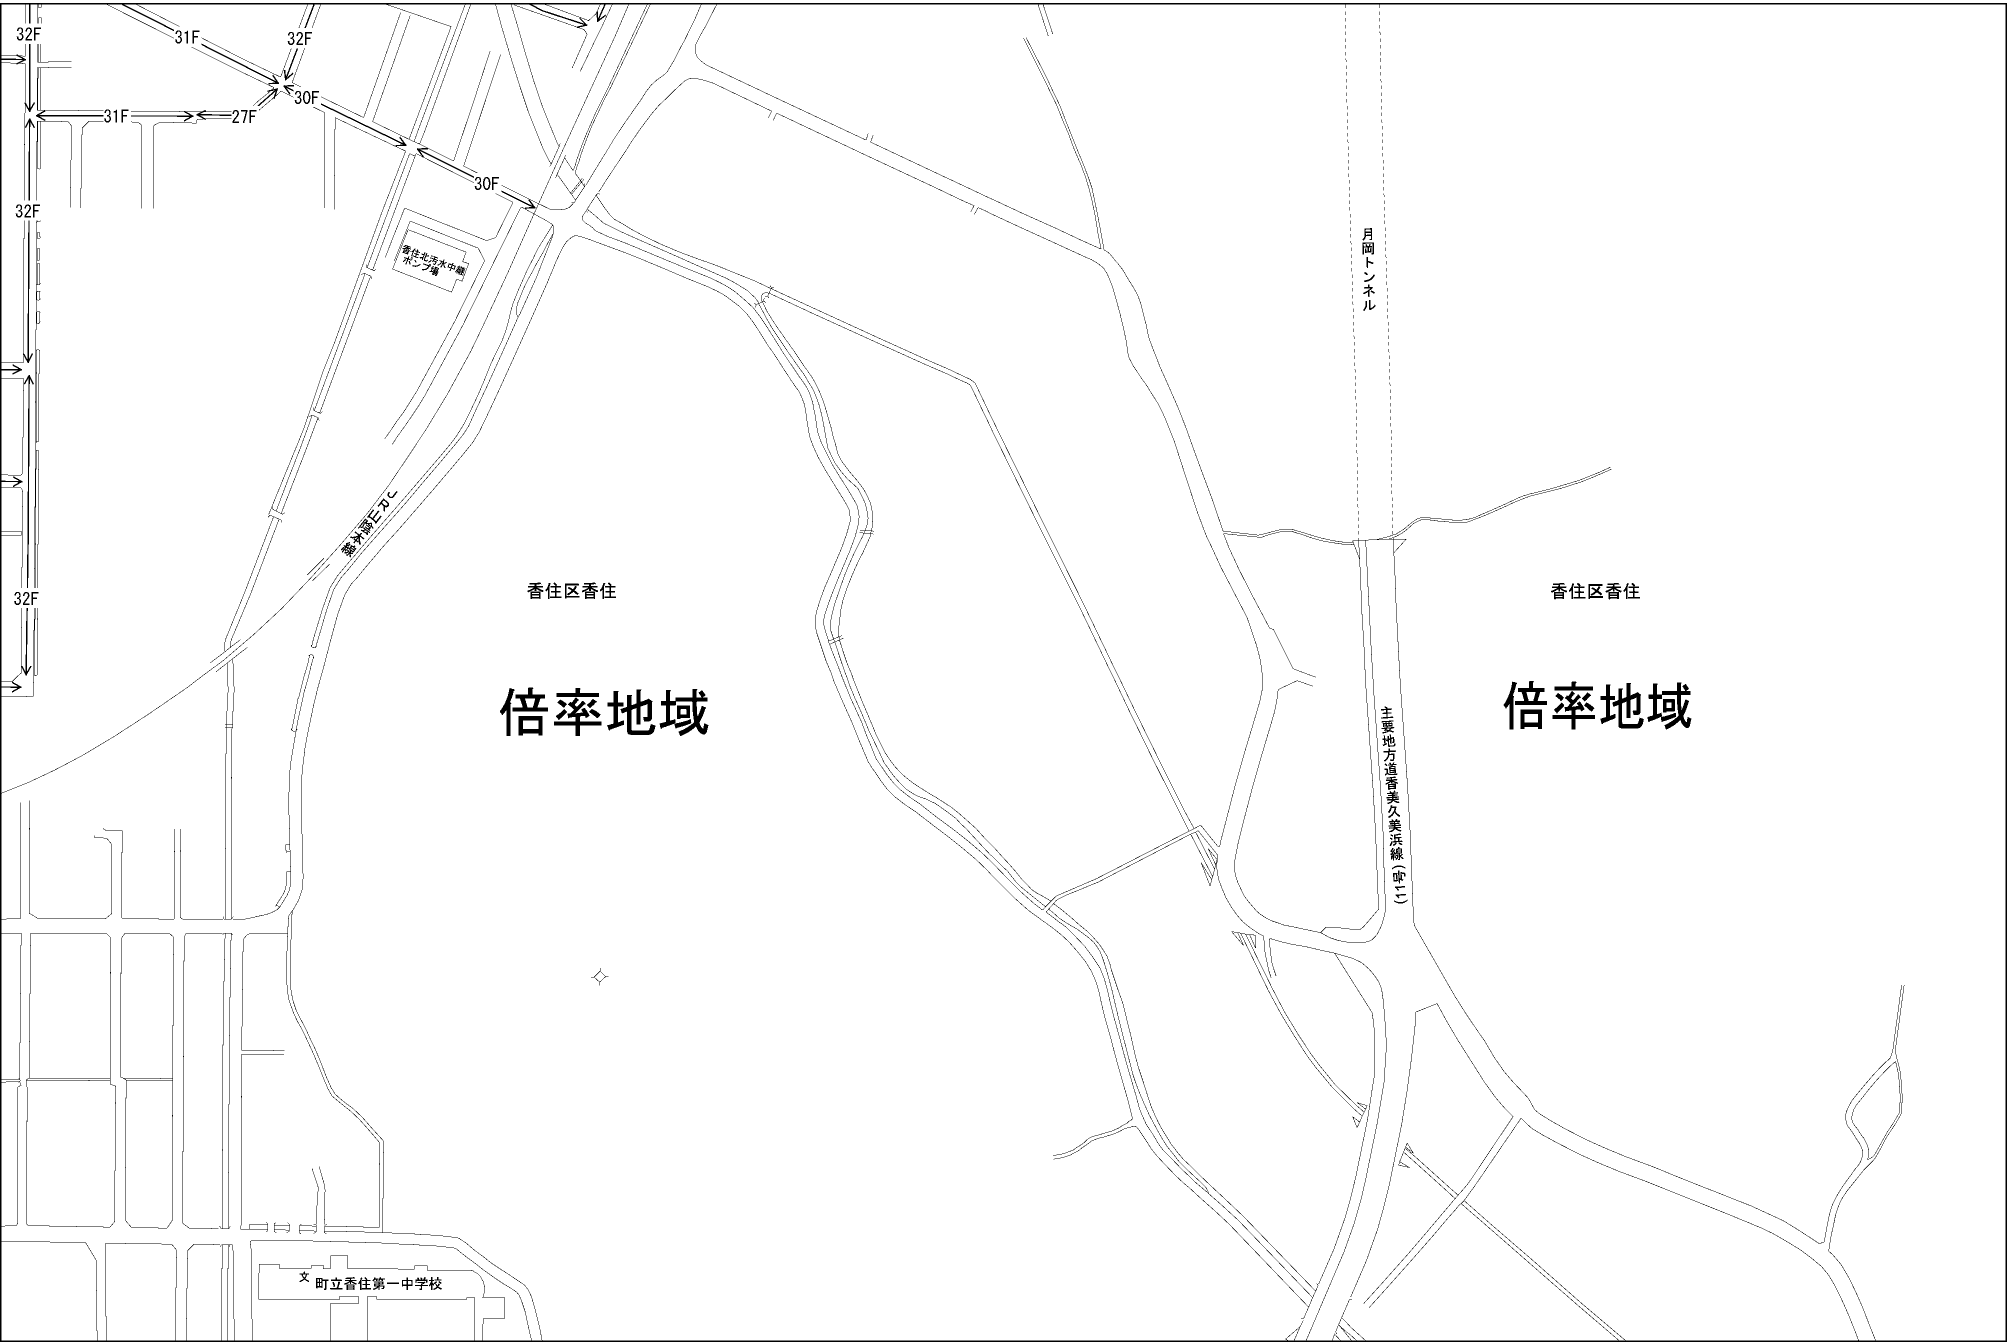 32F
31F
32F
30F
31F
27F
30F
32F
香住北汚水中継
ポンプ場
月岡トンネル
JR山陰本線
32F
香住区香住
香住区香住
倍率地域
倍率地域
主要地方道香美久美浜線(11号)
文
町立香住第一中学校